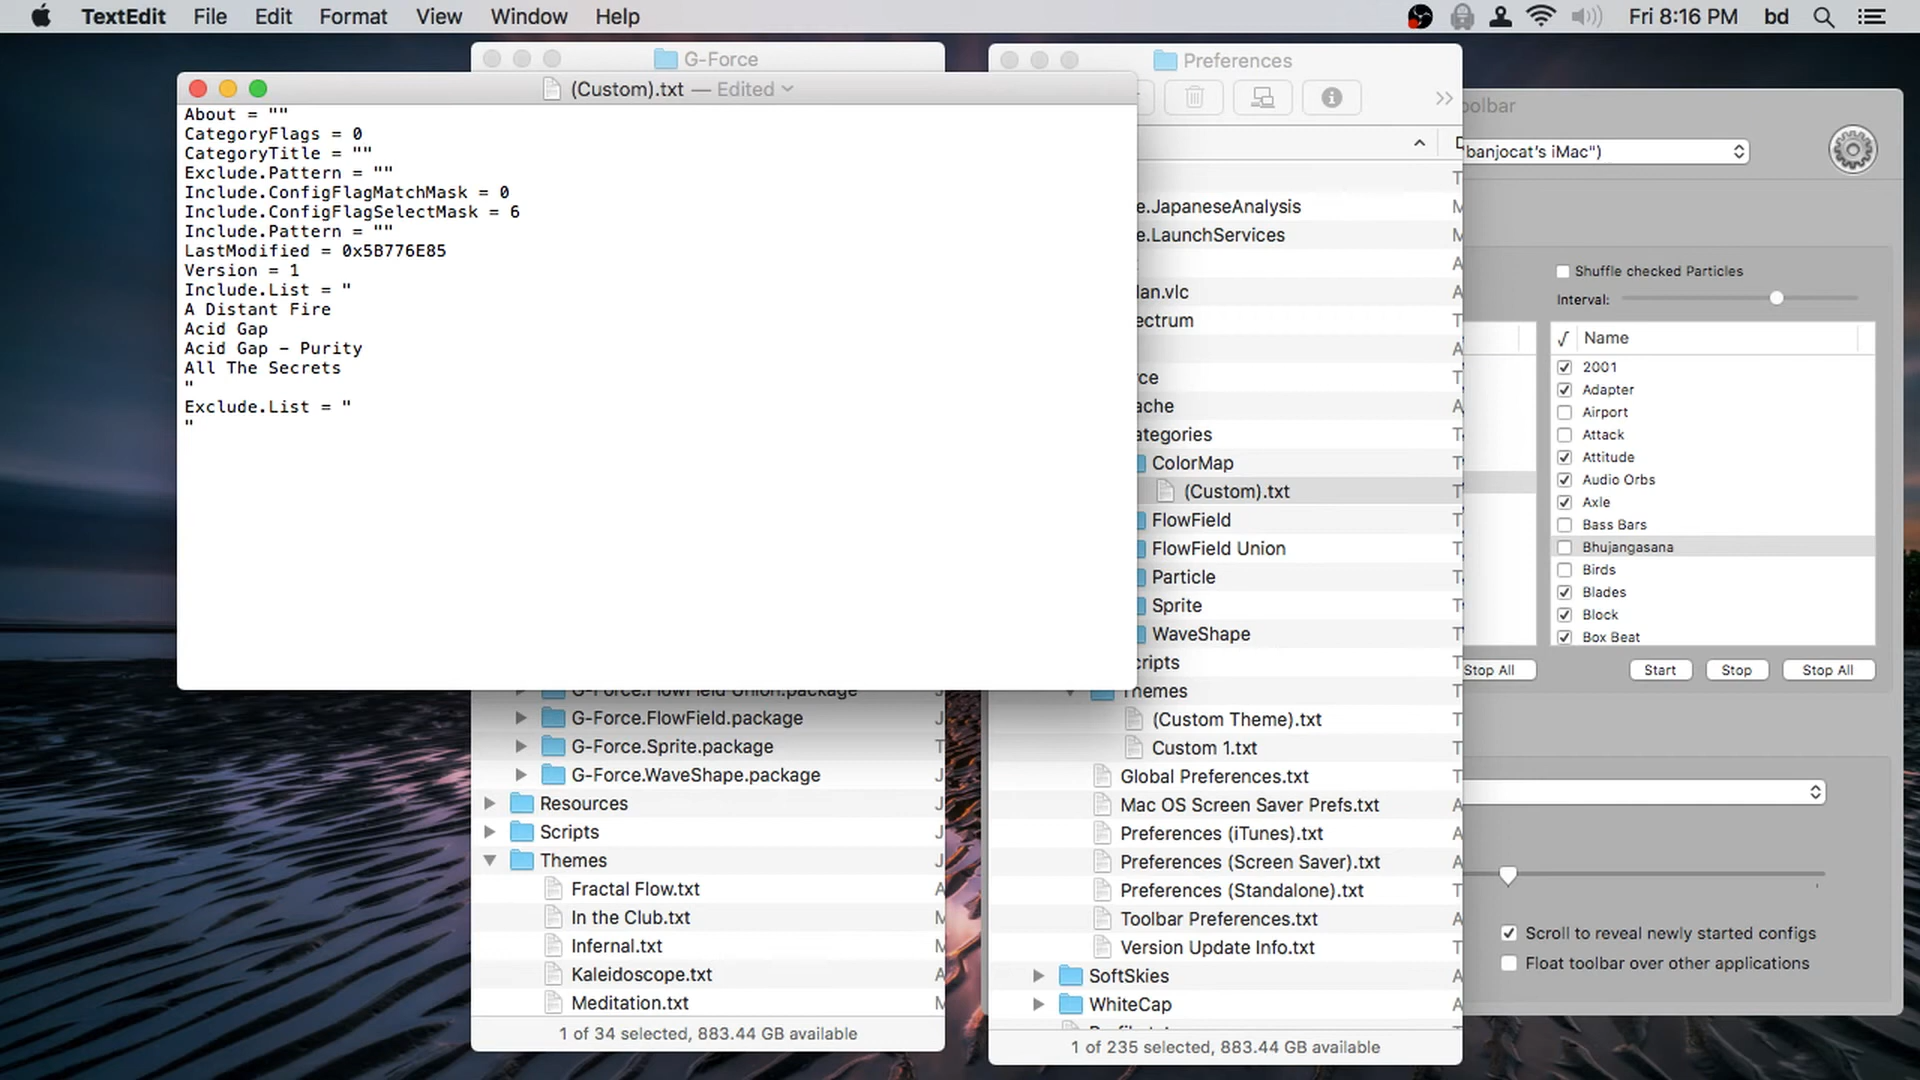 TextEdit File Edit Format View Window Help
Fri 8:16 PM bd
G-Force
Preferences
(Custom).txt — Edited
About = ""
CategoryFlags = 0
CategoryTitle = ""
Exclude.Pattern = ""
Include.ConfigFlagMatchMask = 0
Include.ConfigFlagSelectMask = 6
Include.Pattern = ""
LastModified = 0x5B776E85
Version = 1
Include.List = "
A Distant Fire
Acid Gap
Acid Gap – Purity
All The Secrets
"
Exclude.List = "
"
G-Force.FlowField Union.package
G-Force.FlowField.package
G-Force.Sprite.package
G-Force.WaveShape.package
Resources
Scripts
Themes
Fractal Flow.txt
In the Club.txt
Infernal.txt
Kaleidoscope.txt
Meditation.txt
1 of 34 selected, 883.44 GB available
e.JapaneseAnalysis
e.LaunchServices
lan.vlc
ectrum
rce
ache
ategories
ColorMap
(Custom).txt
FlowField
FlowField Union
Particle
Sprite
WaveShape
cripts
Themes
(Custom Theme).txt
Custom 1.txt
Global Preferences.txt
Mac OS Screen Saver Prefs.txt
Preferences (iTunes).txt
Preferences (Screen Saver).txt
Preferences (Standalone).txt
Toolbar Preferences.txt
Version Update Info.txt
SoftSkies
WhiteCap
1 of 235 selected, 883.44 GB available
oolbar
banjocat's iMac")
Shuffle checked Particles
Interval:
√ Name
2001
Adapter
Airport
Attack
Attitude
Audio Orbs
Axle
Bass Bars
Bhujangasana
Birds
Blades
Block
Box Beat
Stop All
Start Stop Stop All
Scroll to reveal newly started configs
Float toolbar over other applications